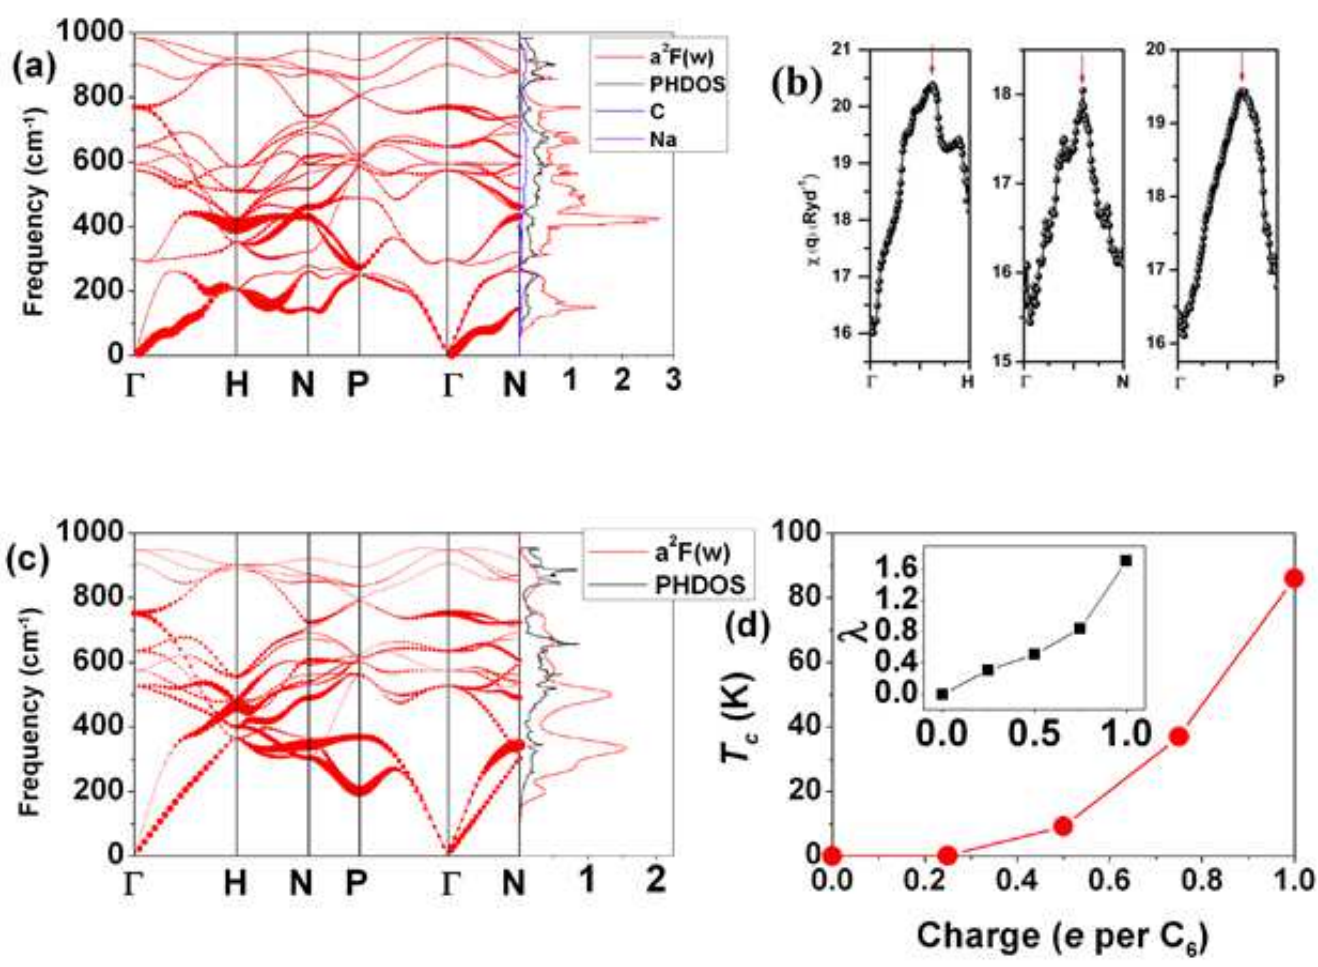 (a)
Frequency (cm⁻¹)
1000
800
600
400
200
0
Γ H N P Γ N 1 2 3
a²F(w)
PHDOS
C
Na
(b)
χ(q) (Ryd⁻¹)
21
20
19
18
17
16
Γ H
18
17
16
15
Γ N
20
19
18
17
16
Γ P
(c)
Frequency (cm⁻¹)
1000
800
600
400
200
0
Γ H N P Γ N 1 2
a²F(w)
PHDOS
(d)
T_c (K)
100
80
60
40
20
0
0.0 0.2 0.4 0.6 0.8 1.0
Charge (e per C₆)
λ
1.6
1.2
0.8
0.4
0.0
0.0 0.5 1.0